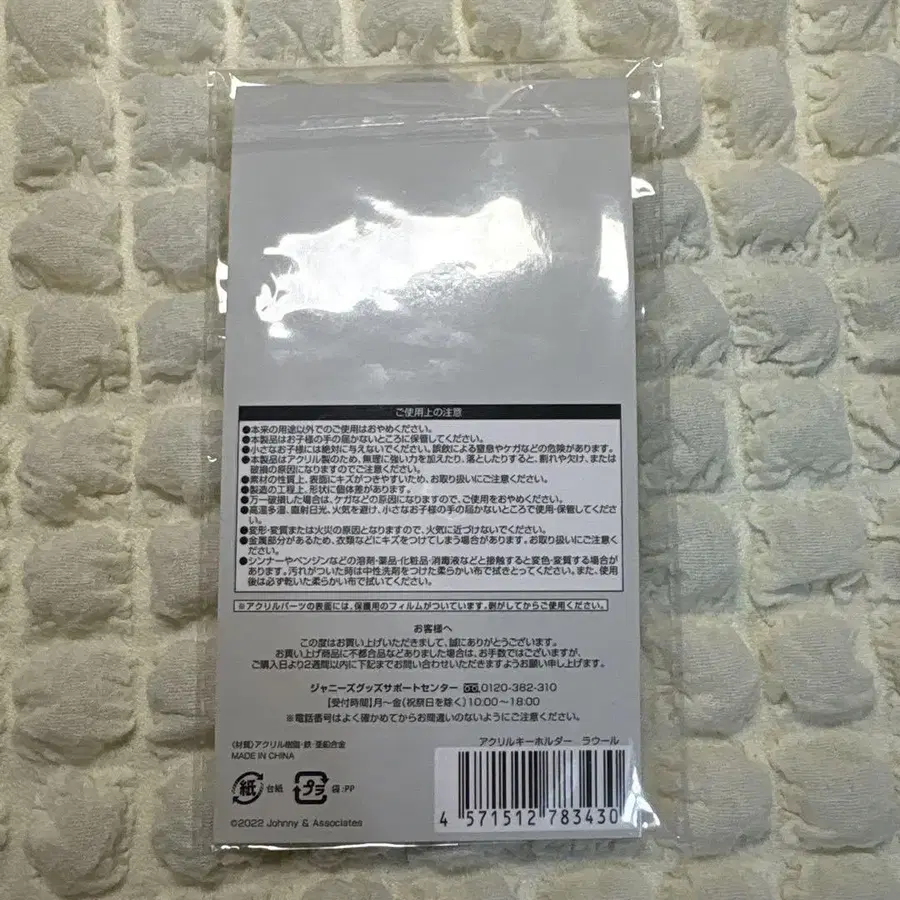 ご使用上の注意
●本来の用途以外でのご使用はおやめください。
●本製品はお子様の手の届かないところに保管してください。
●小さなお子様には絶対に与えないでください。誤飲による窒息やケガなどの危険があります。
●本製品はアクリル製のため、無理に強い力を加えたり、落としたりすると、割れや欠け、または
破損の原因になりますのでご注意ください。
●素材の性質上、表面にキズがつきやすいため、お取り扱いにご注意ください。
●製造の工程上、形状に個体差があります。
●万一破損した場合は、ケガなどの原因になりますので、ご使用をおやめください。
●高温多湿、直射日光、火気を避け、小さなお子様の手の届かないところで使用・保管してくださ
い。
●変形・変質または火災の原因となりますので、火気に近づけないでください。
●金属部分があるため、衣類などにキズをつけてしまう場合があります。お取り扱いにご注意く
ださい。
●シンナーやベンジンなどの溶剤・薬品・化粧品・消毒液などと接触すると変色・変質する場合が
あります。汚れがついた時は中性洗剤をつけた柔らかい布で拭きとってください。また、使用
後は必ず乾いた柔らかい布で拭いてください。
※アクリルパーツの表面には、保護用のフィルムがついています。剥がしてからご使用ください。
お客様へ
この度はお買い上げいただきまして、誠にありがとうございます。
お買い上げ商品に不都合品などありました場合は、お手数ではございますが、
ご購入日より2週間以内に下記までお問い合わせいただきますようお願い申し上げます。
ジャニーズグッズサポートセンター 0120-382-310
【受付時間】月〜金(祝祭日を除く)10:00〜18:00
※電話番号はよく確かめてからお間違いのないようにご注意ください。
〈材質〉アクリル樹脂・鉄・亜鉛合金
MADE IN CHINA
紙 台紙 プラ 袋:PP
©2022 Johnny & Associates
アクリルキーホルダー ラウール
4 571512 783430